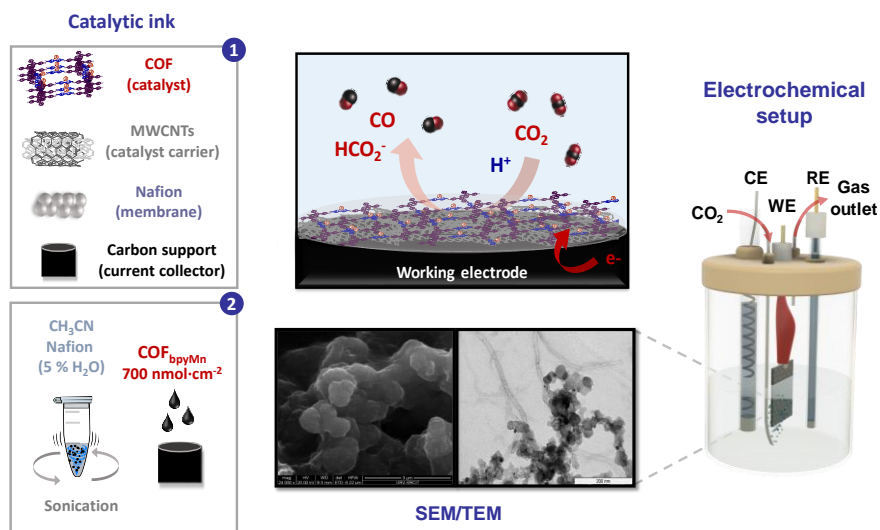 Catalytic ink
1
COF
(catalyst)
MWCNTs
(catalyst carrier)
Nafion
(membrane)
Carbon support
(current collector)
2
CH₃CN
Nafion
(5 % H₂O)
COF_bpyMn
700 nmol·cm⁻²
Sonication
CO
HCO₂⁻
CO₂
H⁺
e-
Working electrode
200 nm
SEM/TEM
Electrochemical
setup
CE
WE
RE
Gas
outlet
CO₂